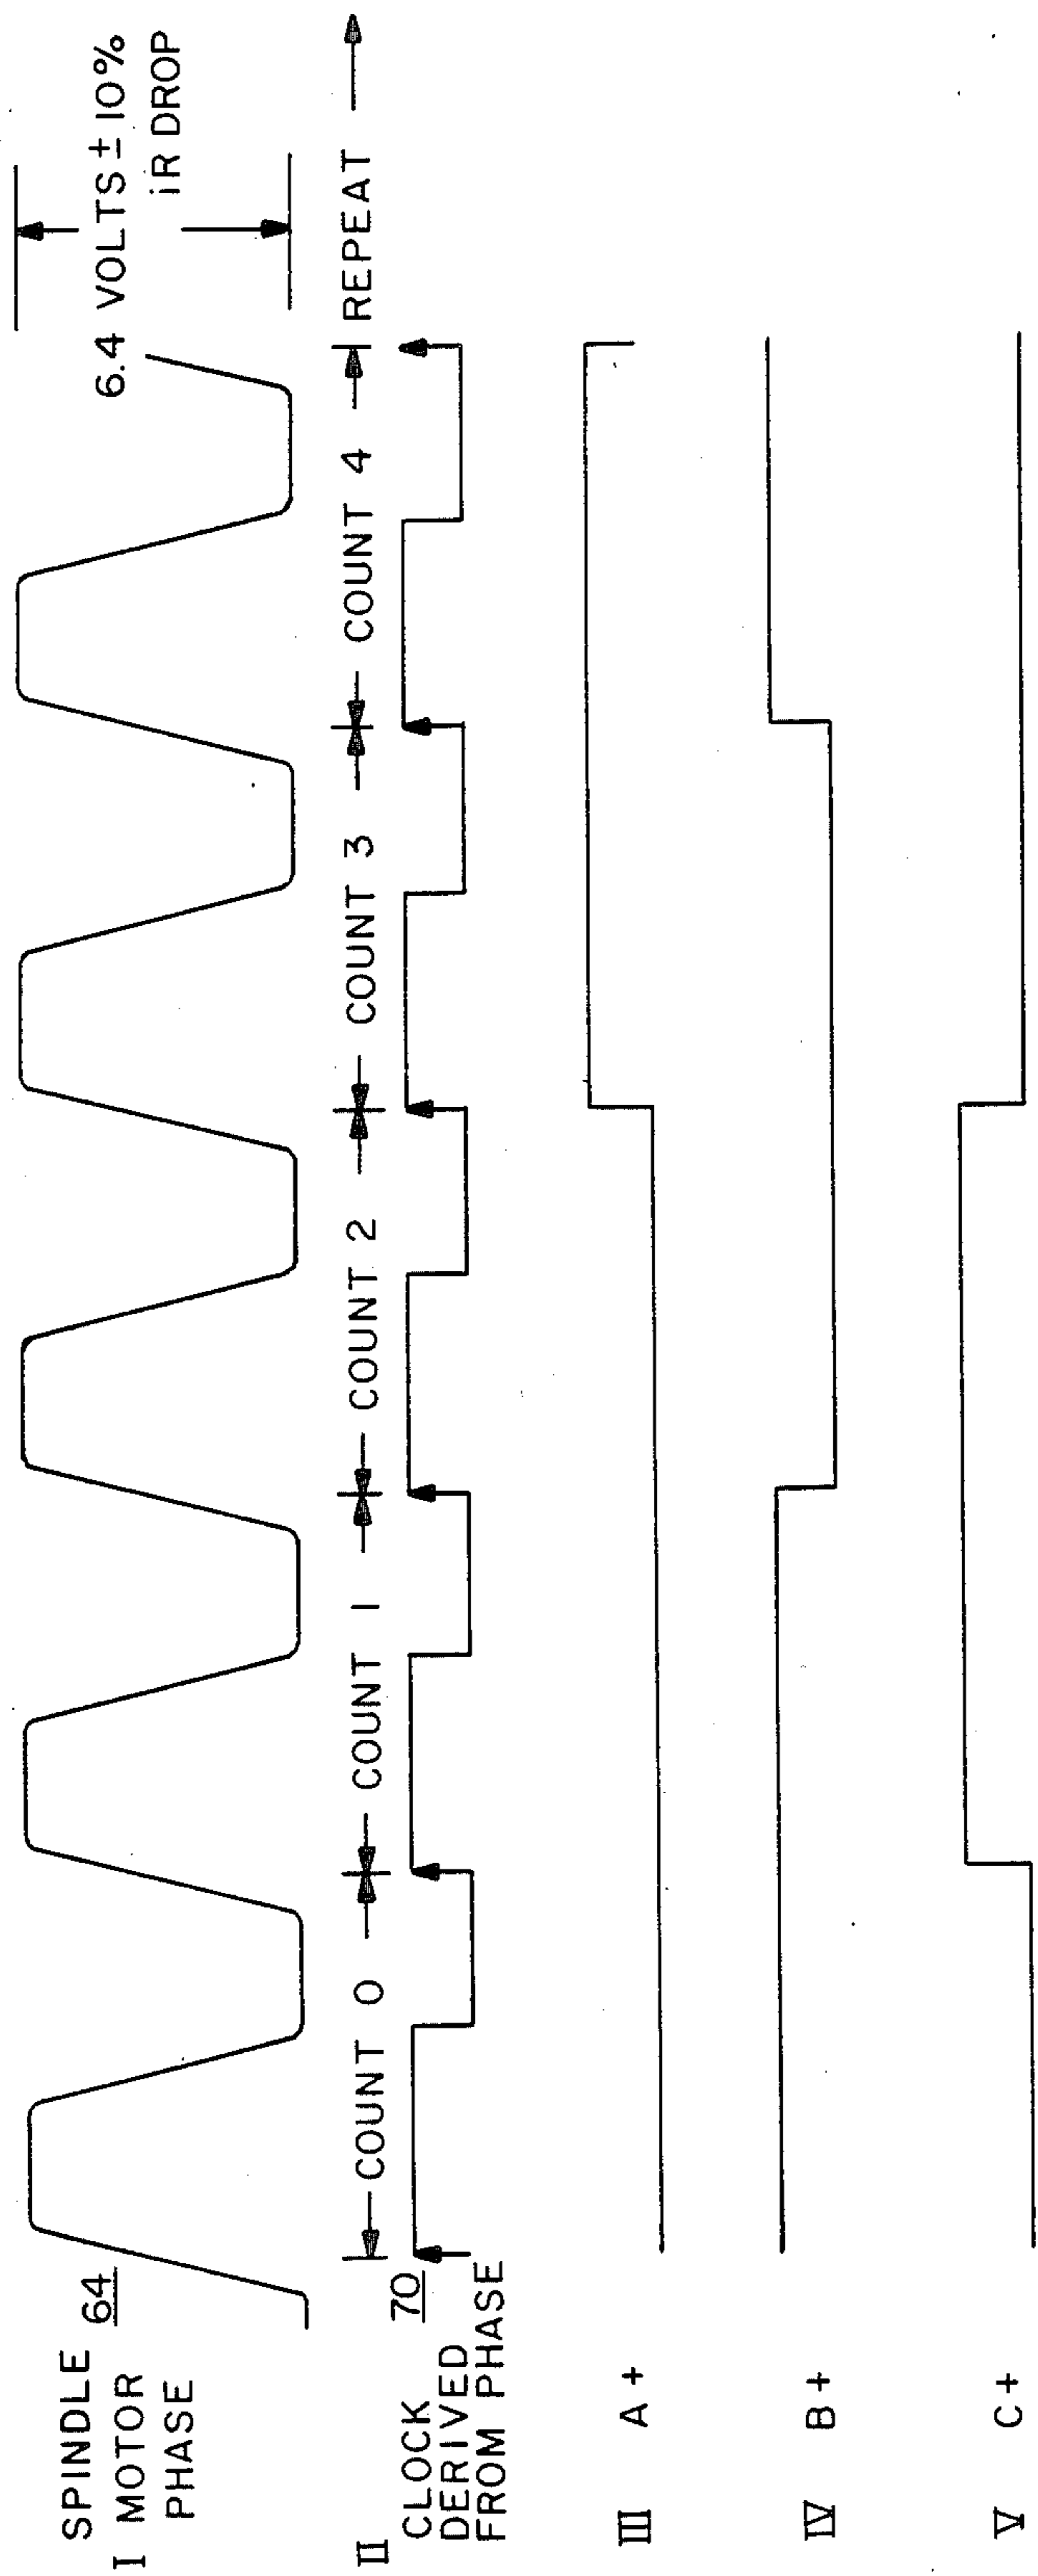 SPINDLE
I MOTOR 64
PHASE
6.4 VOLTS ± 10%
iR DROP
COUNT 0 COUNT 1 COUNT 2 COUNT 3 COUNT 4 REPEAT
II
70
CLOCK
DERIVED
FROM PHASE
III A +
IV B +
V C +